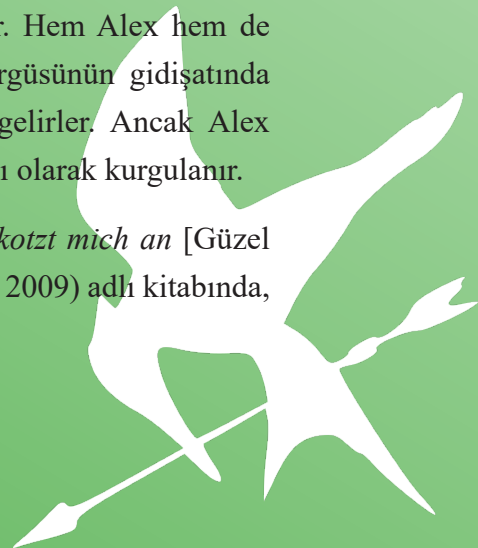 r. Hem Alex hem de
rgüsünün gidişatında
gelirler. Ancak Alex
ı olarak kurgulanır.
kotzt mich an [Güzel
2009) adlı kitabında,